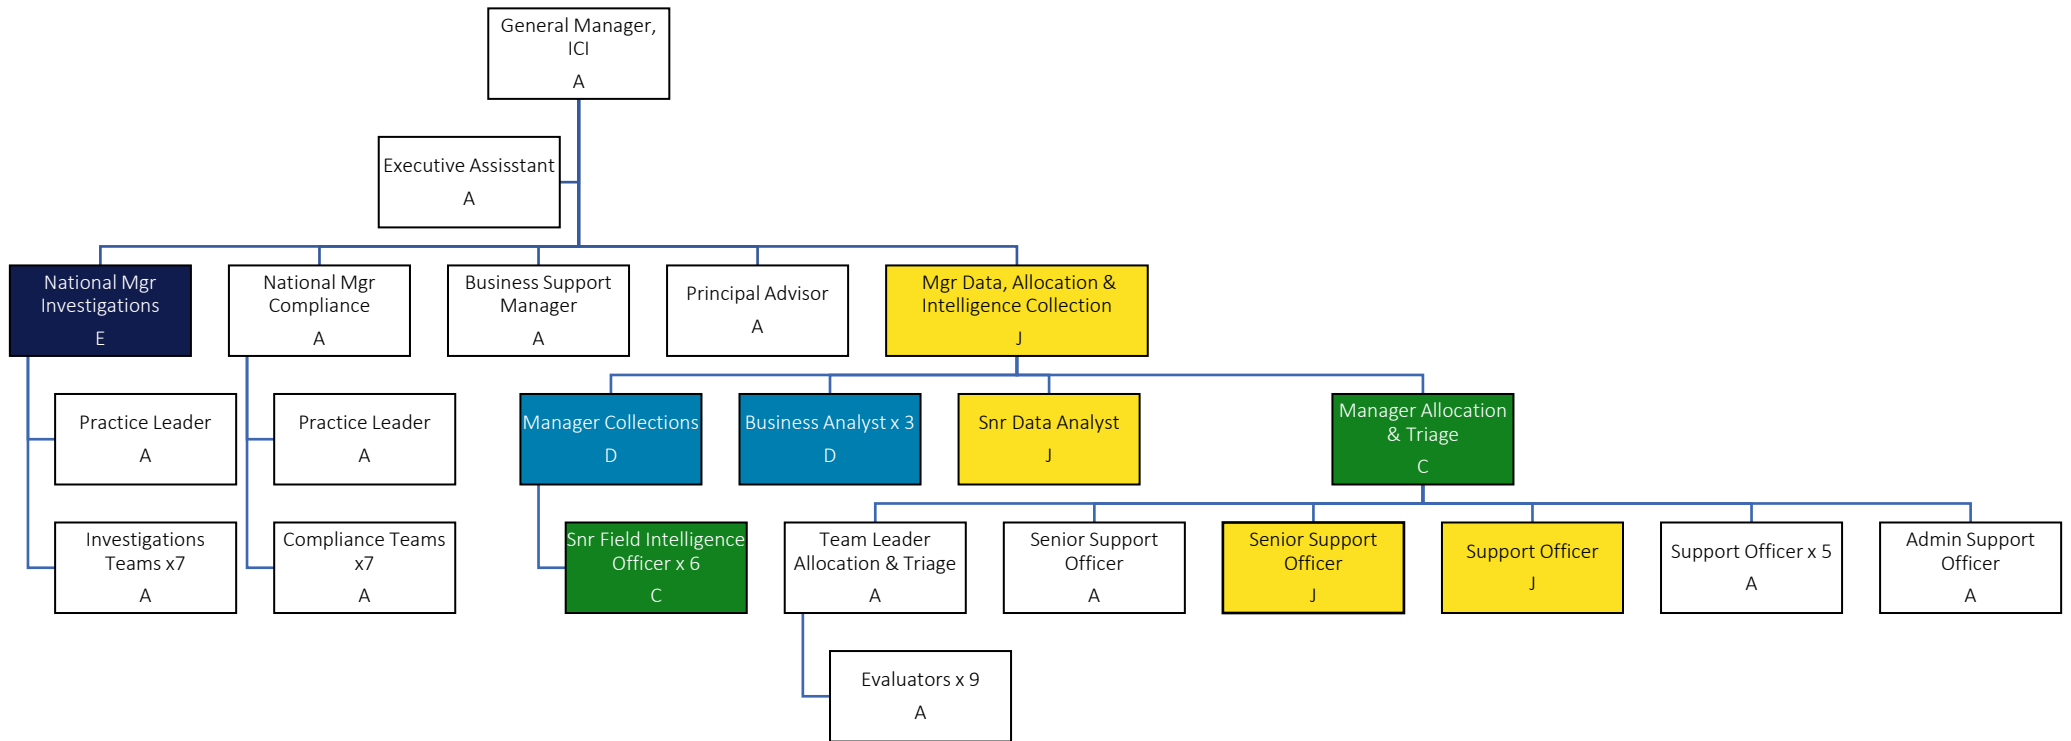 General Manager,
ICI
A
Executive Assisstant
A
National Mgr
Investigations
E
National Mgr
Compliance
A
Business Support
Manager
A
Principal Advisor
A
Mgr Data, Allocation &
Intelligence Collection
J
Practice Leader
A
Practice Leader
A
Manager Collections
D
Business Analyst x 3
D
Snr Data Analyst
J
Manager Allocation
& Triage
C
Investigations
Teams x7
A
Compliance Teams
x7
A
Snr Field Intelligence
Officer x 6
C
Team Leader
Allocation & Triage
A
Senior Support
Officer
A
Senior Support
Officer
J
Support Officer
J
Support Officer x 5
A
Admin Support
Officer
A
Evaluators x 9
A